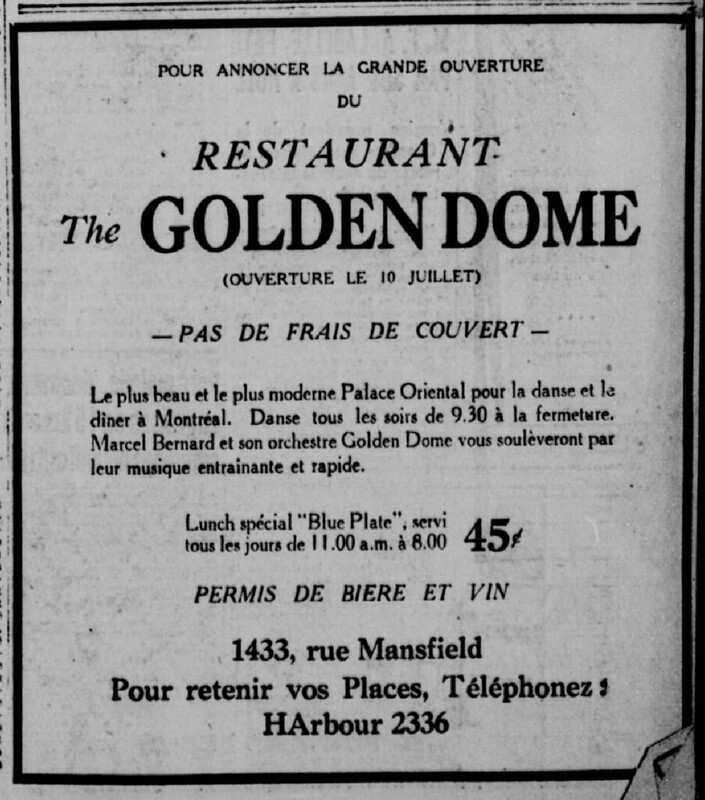 POUR ANNONCER LA GRANDE OUVERTURE
DU
RESTAURANT
The GOLDEN DOME
(OUVERTURE LE 10 JUILLET)
— PAS DE FRAIS DE COUVERT —
Le plus beau et le plus moderne Palace Oriental pour la danse et le
dîner à Montréal. Danse tous les soirs de 9.30 à la fermeture.
Marcel Bernard et son orchestre Golden Dome vous soulèveront par
leur musique entrainante et rapide.
Lunch spécial "Blue Plate", servi
tous les jours de 11.00 a.m. à 8.00 45¢
PERMIS DE BIERE ET VIN
1433, rue Mansfield
Pour retenir vos Places, Téléphonez :
HArbour 2336